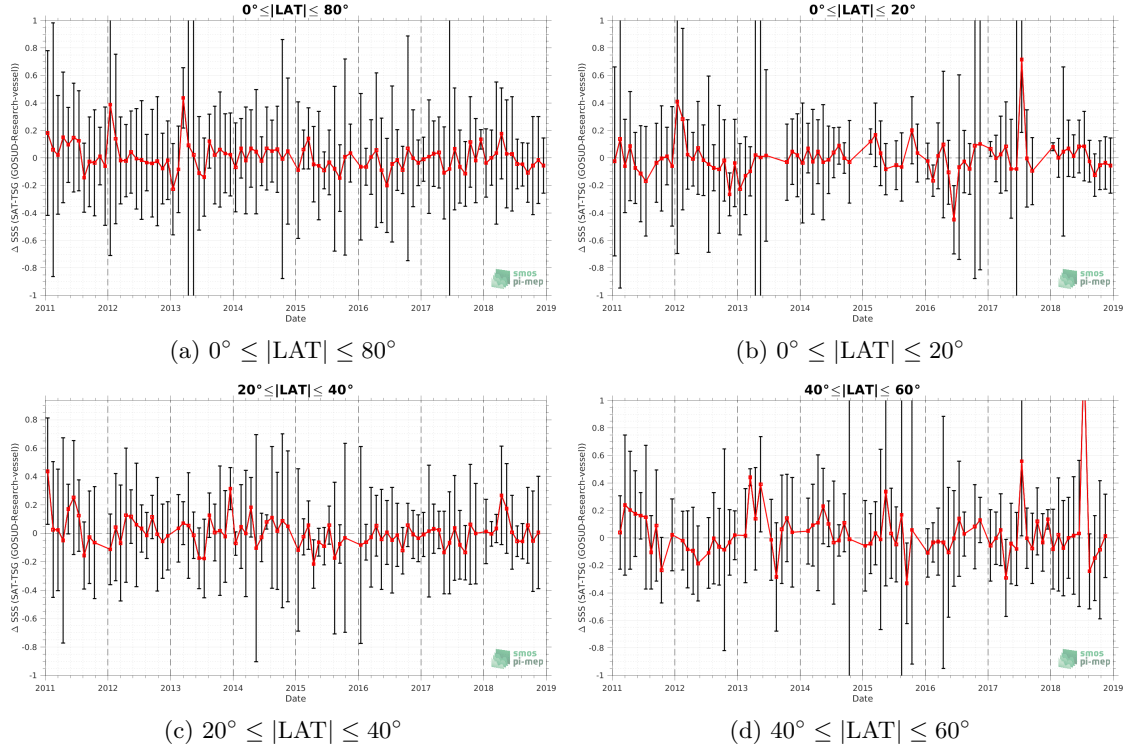 0°≤|LAT|≤ 80°
1
0.8
0.6
0.4
0.2
0
-0.2
-0.4
-0.6
-0.8
-1
Δ SSS (SAT-TSG (GOSUD-Research-vessel))
smos
pi-mep
2011 2012 2013 2014 2015 2016 2017 2018 2019
Date
(a) 0° ≤ |LAT| ≤ 80°
0°≤|LAT|≤ 20°
1
0.8
0.6
0.4
0.2
0
-0.2
-0.4
-0.6
-0.8
-1
Δ SSS (SAT-TSG (GOSUD-Research-vessel))
smos
pi-mep
2011 2012 2013 2014 2015 2016 2017 2018 2019
Date
(b) 0° ≤ |LAT| ≤ 20°
20°≤|LAT|≤ 40°
0.8
0.6
0.4
0.2
0
-0.2
-0.4
-0.6
-0.8
-1
Δ SSS (SAT-TSG (GOSUD-Research-vessel))
smos
pi-mep
2011 2012 2013 2014 2015 2016 2017 2018 2019
Date
(c) 20° ≤ |LAT| ≤ 40°
40°≤|LAT|≤ 60°
1
0.8
0.6
0.4
0.2
0
-0.2
-0.4
-0.6
-0.8
-1
Δ SSS (SAT-TSG (GOSUD-Research-vessel))
smos
pi-mep
2011 2012 2013 2014 2015 2016 2017 2018 2019
Date
(d) 40° ≤ |LAT| ≤ 60°